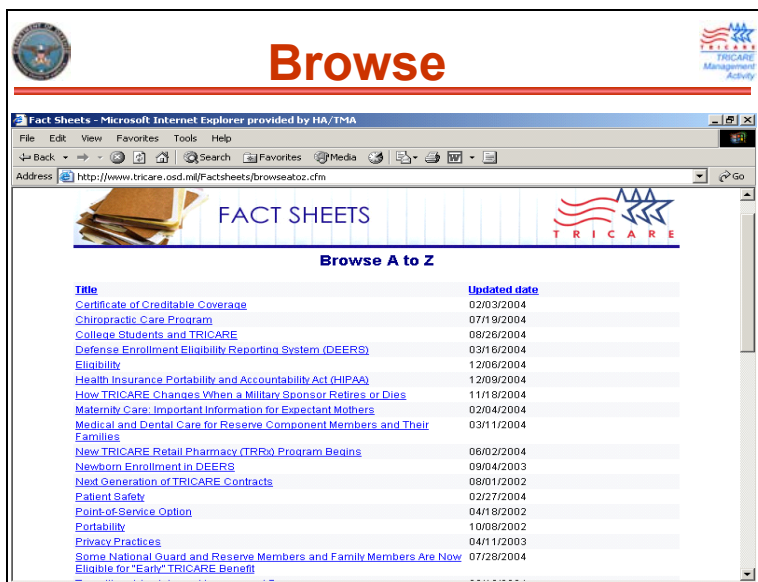 Browse
TRICARE
Management
Activity
Fact Sheets - Microsoft Internet Explorer provided by HA/TMA
File Edit View Favorites Tools Help
Back Search Favorites Media
Address http://www.tricare.osd.mil/Factsheets/browseatoz.cfm Go
FACT SHEETS
TRICARE
Browse A to Z
Title Updated date
Certificate of Creditable Coverage 02/03/2004
Chiropractic Care Program 07/19/2004
College Students and TRICARE 08/26/2004
Defense Enrollment Eligibility Reporting System (DEERS) 03/16/2004
Eligibility 12/06/2004
Health Insurance Portability and Accountability Act (HIPAA) 12/09/2004
How TRICARE Changes When a Military Sponsor Retires or Dies 11/18/2004
Maternity Care: Important Information for Expectant Mothers 02/04/2004
Medical and Dental Care for Reserve Component Members and Their 03/11/2004
Families
New TRICARE Retail Pharmacy (TRRx) Program Begins 06/02/2004
Newborn Enrollment in DEERS 09/04/2003
Next Generation of TRICARE Contracts 08/01/2002
Patient Safety 02/27/2004
Point-of-Service Option 04/18/2002
Portability 10/08/2002
Privacy Practices 04/11/2003
Some National Guard and Reserve Members and Family Members Are Now 07/28/2004
Eligible for "Early" TRICARE Benefit